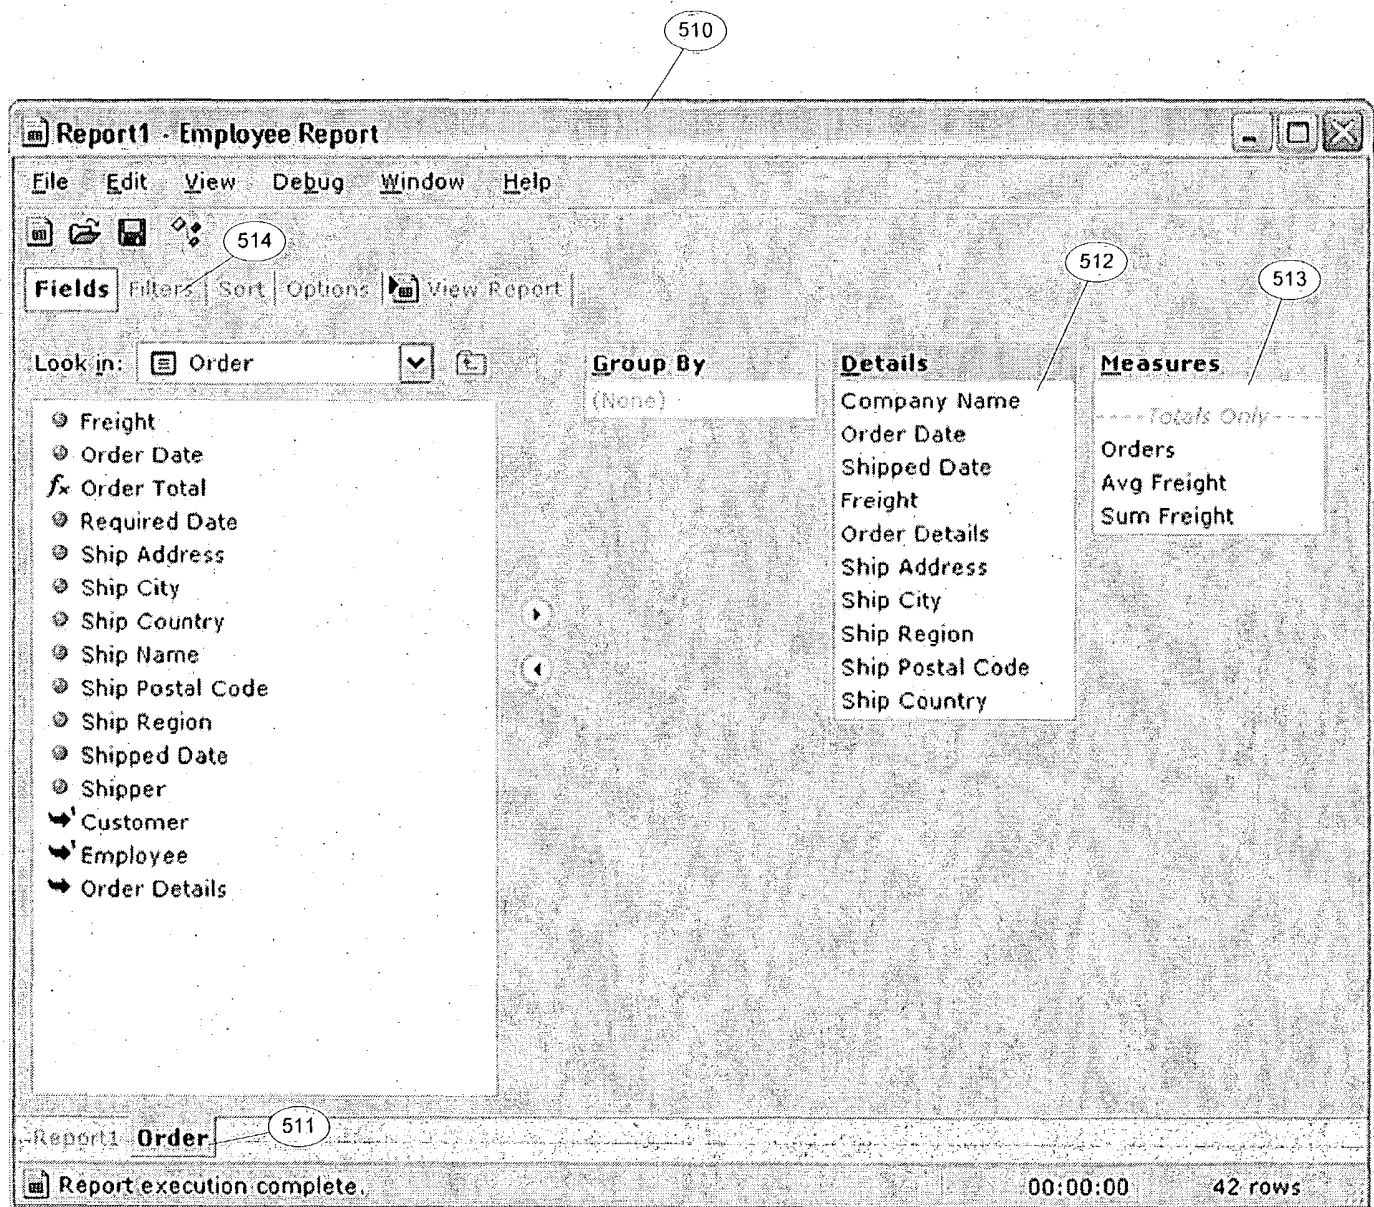 510
Report1 - Employee Report
File Edit View Debug Window Help
514
Fields Filters Sort Options View Report
512
513
Look in: Order
Group By
(None)
Details
Company Name
Order Date
Shipped Date
Freight
Order Details
Ship Address
Ship City
Ship Region
Ship Postal Code
Ship Country
Measures
----Totals Only----
Orders
Avg Freight
Sum Freight
Freight
Order Date
fx Order Total
Required Date
Ship Address
Ship City
Ship Country
Ship Name
Ship Postal Code
Ship Region
Shipped Date
Shipper
Customer
Employee
Order Details
Report1 Order
511
Report execution complete. 00:00:00 42 rows